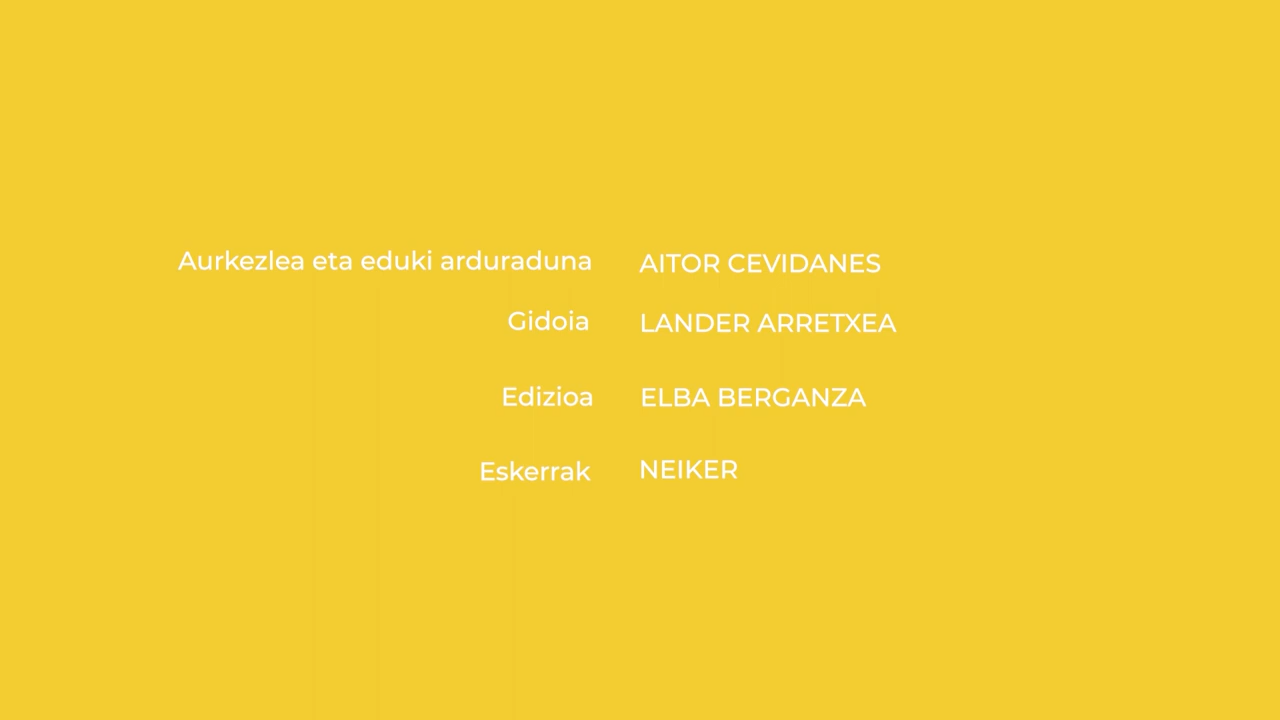 Aurkezlea eta eduki arduraduna AITOR CEVIDANES
Gidoia LANDER ARRETXEA
Edizioa ELBA BERGANZA
Eskerrak NEIKER